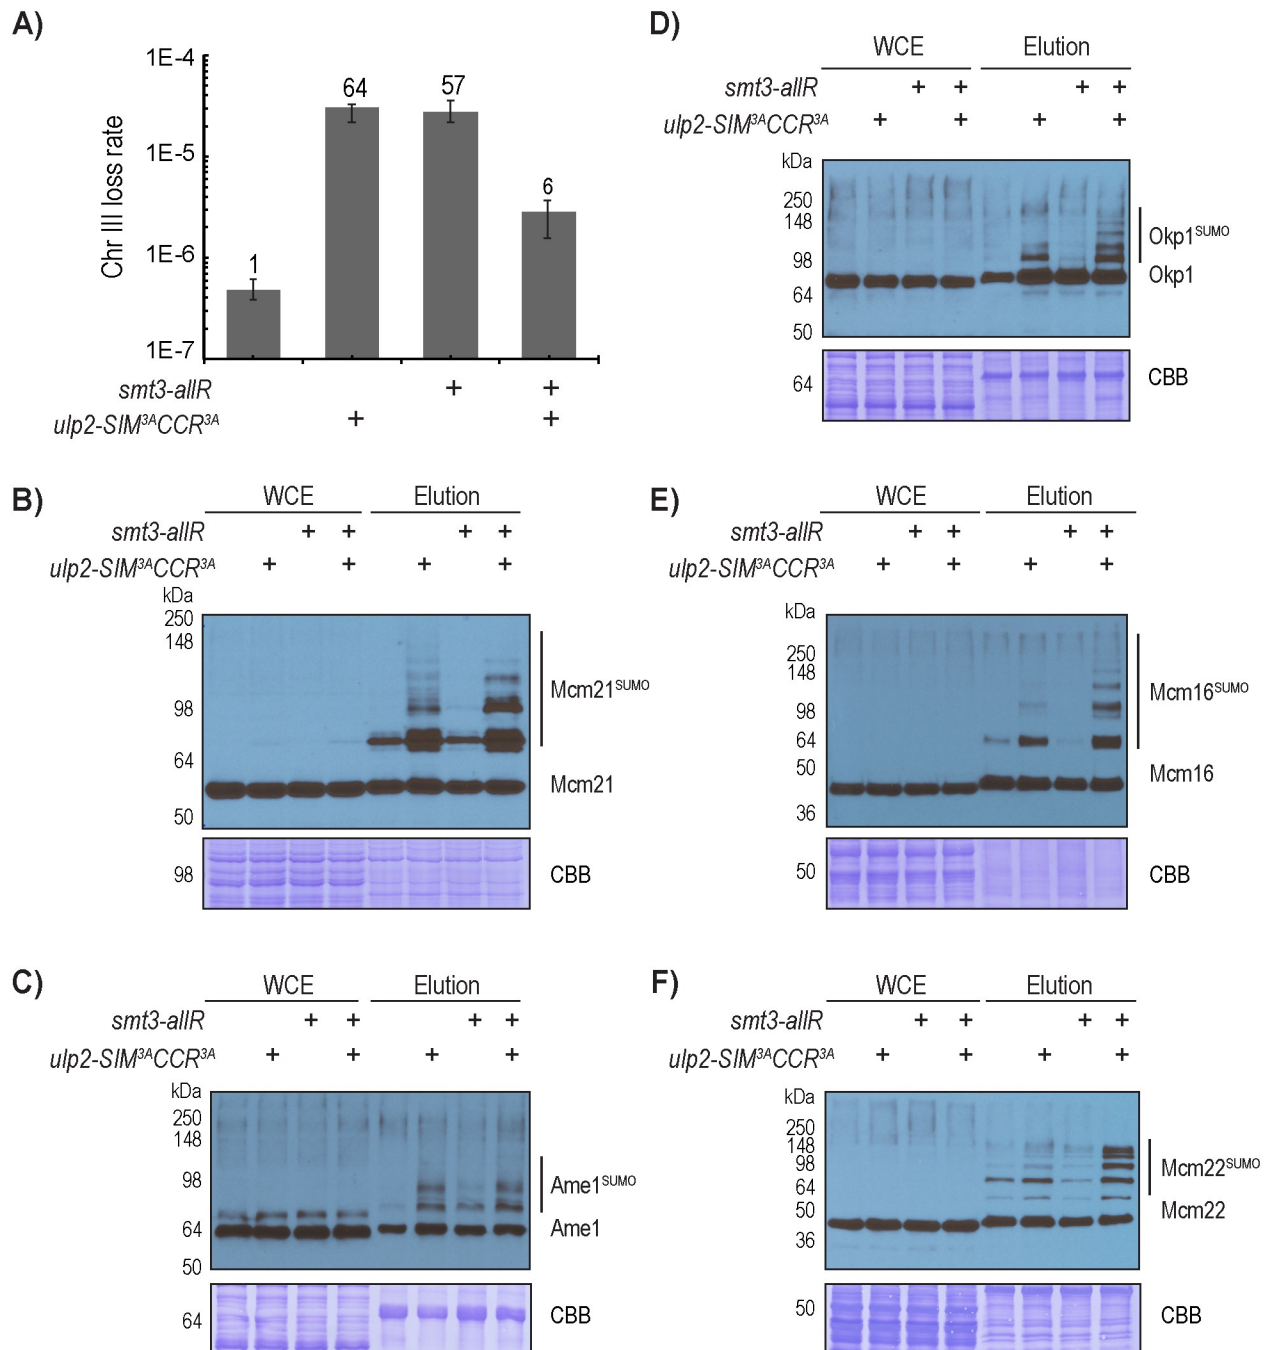 A)
Chr III loss rate
1E-4
1E-5
1E-6
1E-7
1
64
57
6
smt3-allR + +
ulp2-SIM3ACCR3A + +
B)
WCE Elution
smt3-allR + + + +
ulp2-SIM3ACCR3A + + + +
kDa
250
148
98
64
50
Mcm21SUMO
Mcm21
98
CBB
C)
WCE Elution
smt3-allR + + + +
ulp2-SIM3ACCR3A + + + +
kDa
250
148
98
64
50
Ame1SUMO
Ame1
64
CBB
D)
WCE Elution
smt3-allR + + + +
ulp2-SIM3ACCR3A + + + +
kDa
250
148
98
64
50
Okp1SUMO
Okp1
64
CBB
E)
WCE Elution
smt3-allR + + + +
ulp2-SIM3ACCR3A + + + +
kDa
250
148
98
64
50
36
Mcm16SUMO
Mcm16
50
CBB
F)
WCE Elution
smt3-allR + + + +
ulp2-SIM3ACCR3A + + + +
kDa
250
148
98
64
50
36
Mcm22SUMO
Mcm22
50
CBB